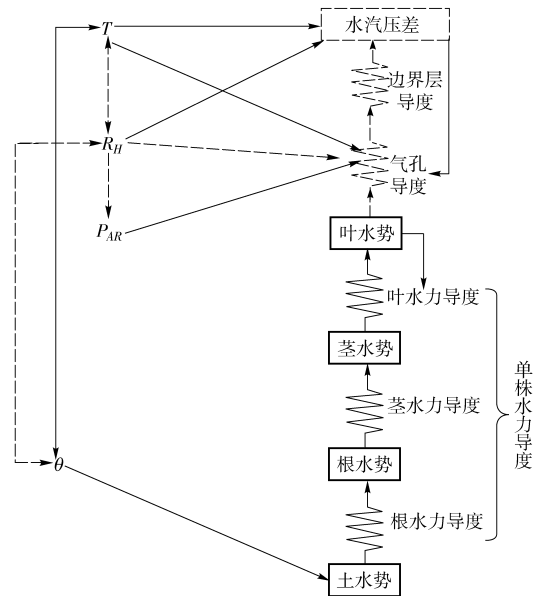 T
水汽压差
边界层
导度
R_H
气孔
导度
P_AR
叶水势
叶水力导度
茎水势
单株水力导度
茎水力导度
θ
根水势
根水力导度
土水势